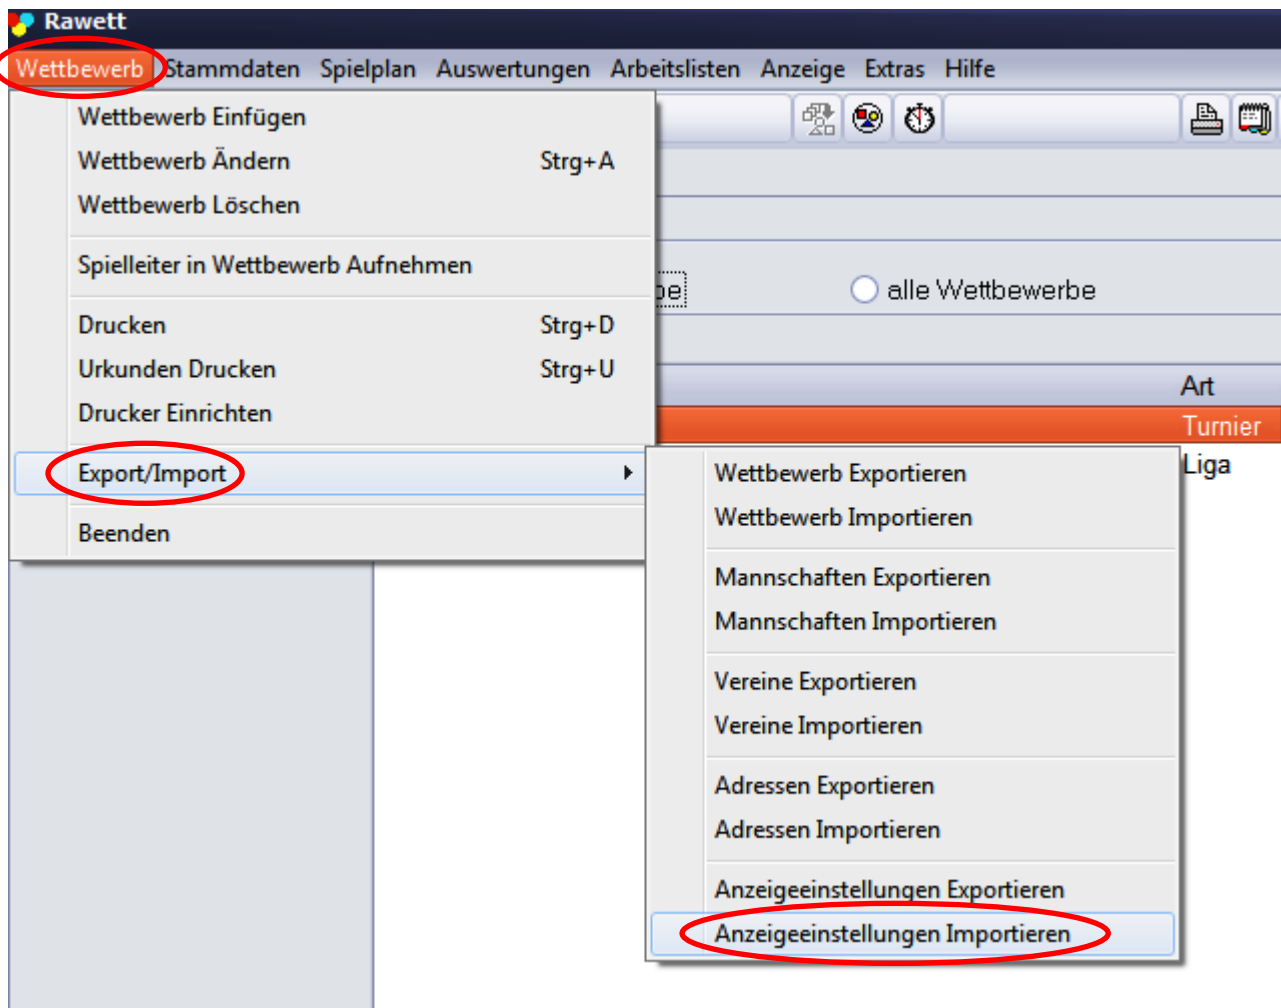 Rawett
Wettbewerb Stammdaten Spielplan Auswertungen Arbeitslisten Anzeige Extras Hilfe
Wettbewerb Einfügen
Wettbewerb Ändern Strg+A
Wettbewerb Löschen
Spielleiter in Wettbewerb Aufnehmen
alle Wettbewerbe
Drucken Strg+D
Urkunden Drucken Strg+U
Drucker Einrichten
Art
Turnier
Liga
Export/Import
Beenden
Wettbewerb Exportieren
Wettbewerb Importieren
Mannschaften Exportieren
Mannschaften Importieren
Vereine Exportieren
Vereine Importieren
Adressen Exportieren
Adressen Importieren
Anzeigeeinstellungen Exportieren
Anzeigeeinstellungen Importieren